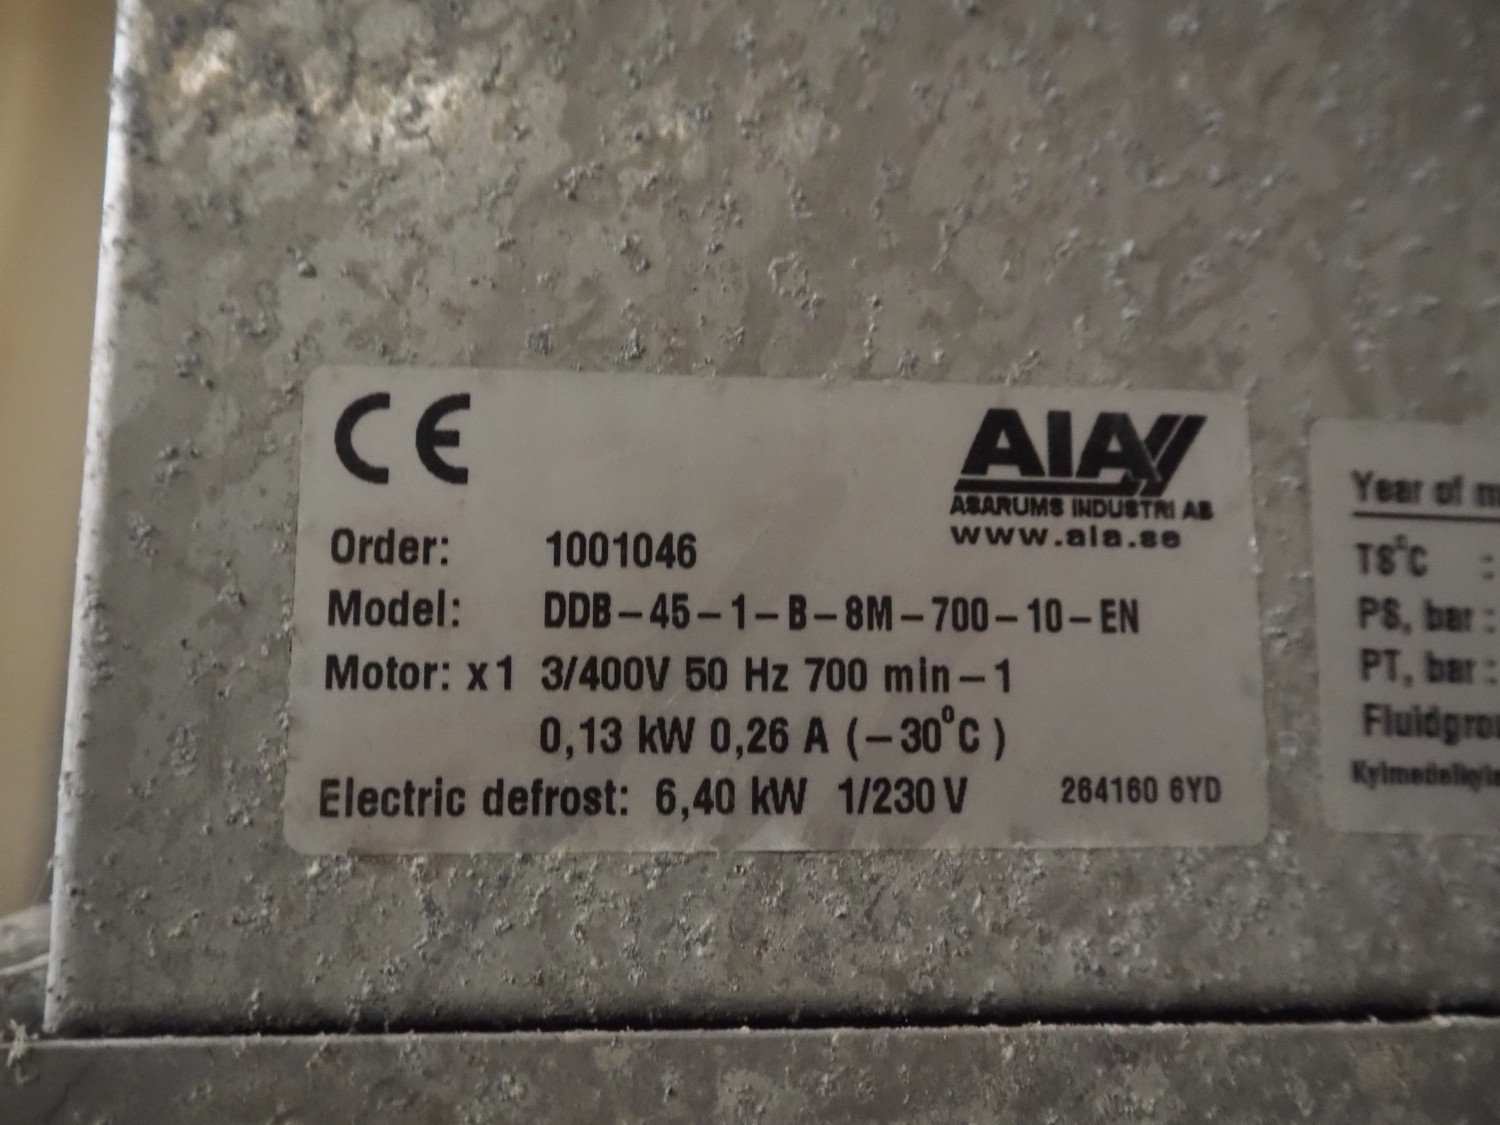 CE
AIA
ASARUMS INDUSTRI AB
www.aia.se
Order: 1001046
Model: DDB-45-1-B-8M-700-10-EN
Motor: x1 3/400V 50 Hz 700 min-1
0,13 kW 0,26 A (-30°C)
Electric defrost: 6,40 kW 1/230 V
264160 6YD
Year of m
TS°C :
PS, bar :
PT, bar :
Fluidgro